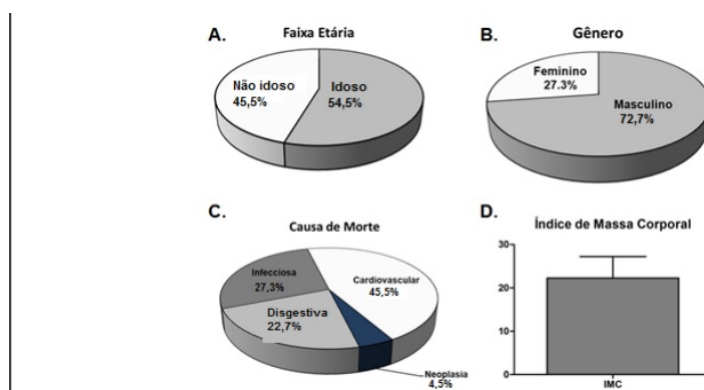 A.
Faixa Etária
Não idoso
45,5%
Idoso
54,5%
B.
Gênero
Feminino
27.3%
Masculino
72,7%
C.
Causa de Morte
Infecciosa
27,3%
Cardiovascular
45,5%
Disgestiva
22,7%
Neoplasia
4,5%
D.
Índice de Massa Corporal
30
20
10
0
IMC